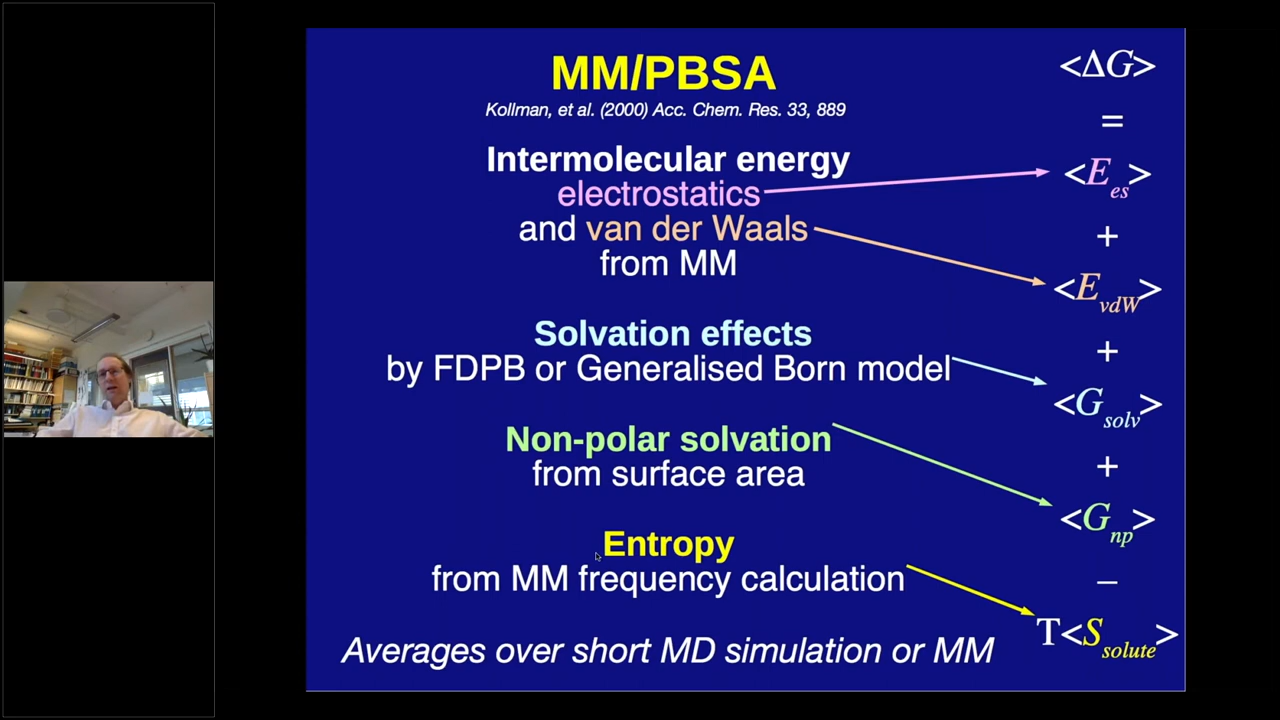 MM/PBSA
Kollman, et al. (2000) Acc. Chem. Res. 33, 889
Intermolecular energy
electrostatics
and van der Waals
from MM
Solvation effects
by FDPB or Generalised Born model
Non-polar solvation
from surface area
Entropy
from MM frequency calculation
Averages over short MD simulation or MM
<ΔG>
=
<E_es>
+
<E_vdW>
+
<G_solv>
+
<G_np>
–
T<S_solute>